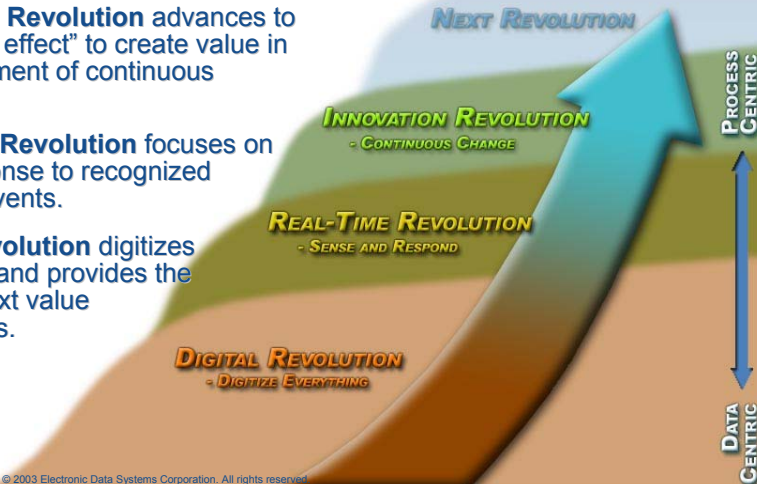 Revolution advances to
effect” to create value in
ment of continuous
Revolution focuses on
onse to recognized
vents.
volution digitizes
and provides the
xt value
s.
NEXT REVOLUTION
INNOVATION REVOLUTION
- CONTINUOUS CHANGE
REAL-TIME REVOLUTION
- SENSE AND RESPOND
DIGITAL REVOLUTION
- DIGITIZE EVERYTHING
PROCESS
CENTRIC
DATA
CENTRIC
© 2003 Electronic Data Systems Corporation. All rights reserved